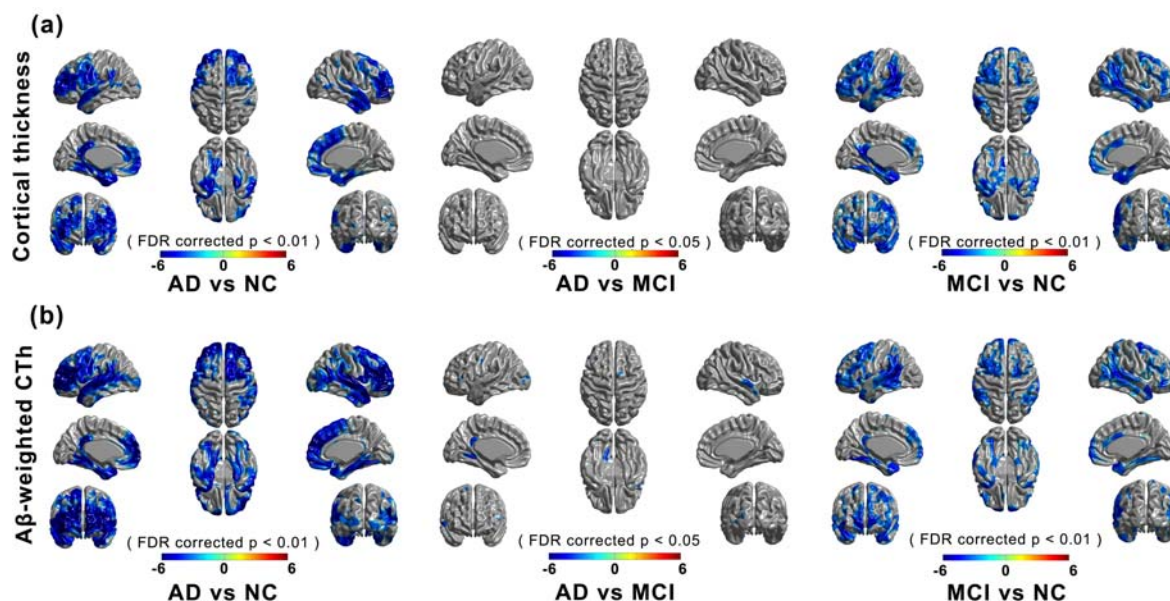 (a)
Cortical thickness
( FDR corrected p < 0.01 )
-6 0 6
AD vs NC
( FDR corrected p < 0.05 )
-6 0 6
AD vs MCI
( FDR corrected p < 0.01 )
-6 0 6
MCI vs NC
(b)
Aβ-weighted CTh
( FDR corrected p < 0.01 )
-6 0 6
AD vs NC
( FDR corrected p < 0.05
-6 0 6
AD vs MCI
( FDR corrected p < 0.01 )
-6 0 6
MCI vs NC